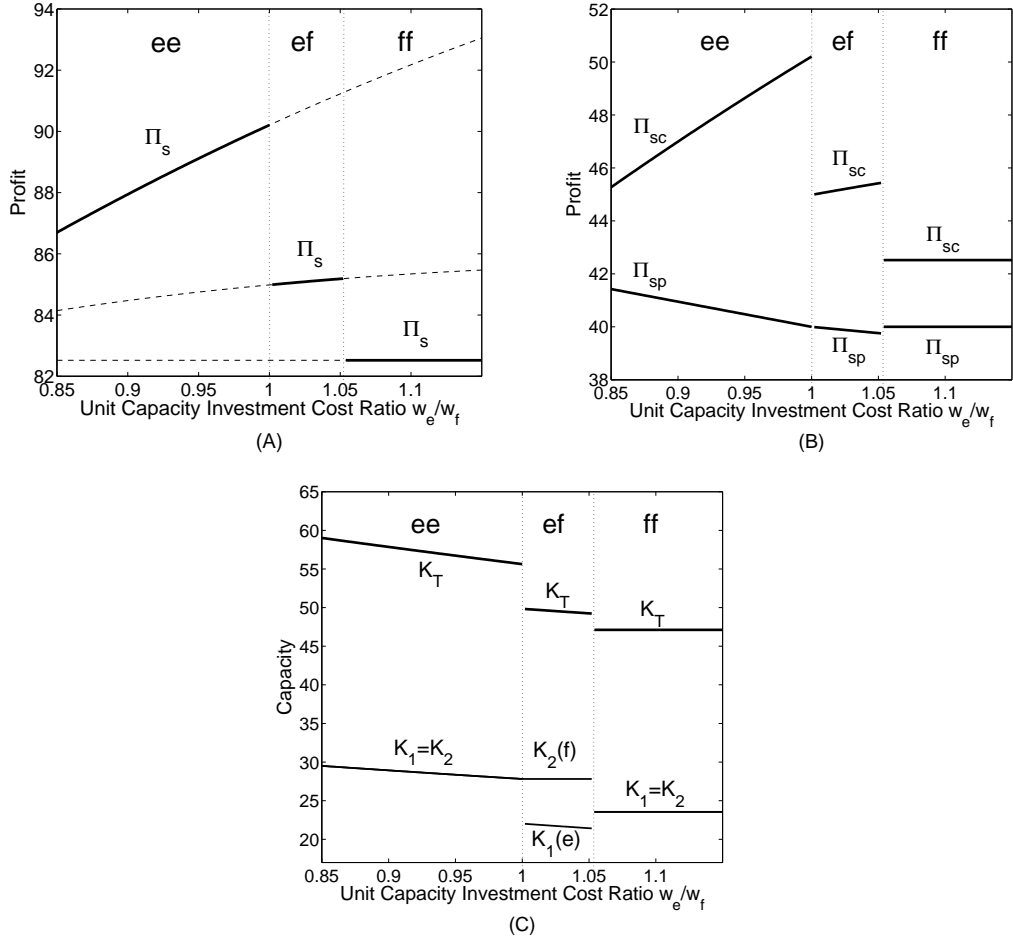 94
92
90
88
86
84
82
Profit
ee
ef
ff
Π_s
Π_s
Π_s
0.85 0.9 0.95 1 1.05 1.1
Unit Capacity Investment Cost Ratio w_e/w_f
(A)
52
50
48
46
44
42
40
38
Profit
ee
ef
ff
Π_sc
Π_sc
Π_sc
Π_sp
Π_sp
Π_sp
0.85 0.9 0.95 1 1.05 1.1
Unit Capacity Investment Cost Ratio w_e/w_f
(B)
65
60
55
50
45
40
35
30
25
20
Capacity
ee
ef
ff
K_T
K_T
K_T
K_1=K_2
K_2(f)
K_1=K_2
K_1(e)
0.85 0.9 0.95 1 1.05 1.1
Unit Capacity Investment Cost Ratio w_e/w_f
(C)